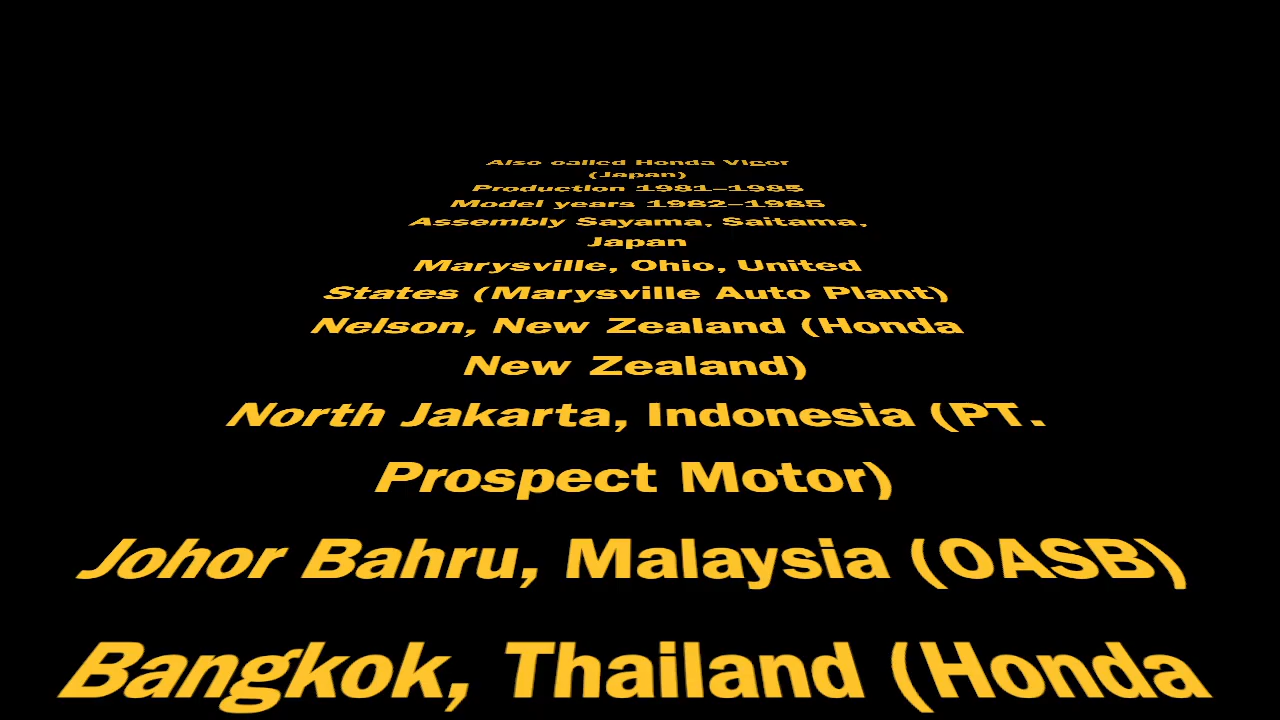 Also called Honda Vigor
(Japan)
Production 1981–1985
Model years 1982–1985
Assembly Sayama, Saitama,
Japan
Marysville, Ohio, United
States (Marysville Auto Plant)
Nelson, New Zealand (Honda
New Zealand)
North Jakarta, Indonesia (PT.
Prospect Motor)
Johor Bahru, Malaysia (OASB)
Bangkok, Thailand (Honda